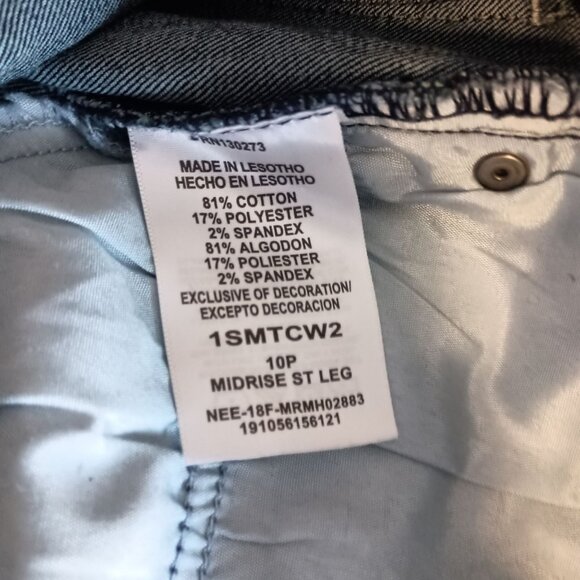 RN130273
MADE IN LESOTHO
HECHO EN LESOTHO
81% COTTON
17% POLYESTER
2% SPANDEX
81% ALGODON
17% POLIESTER
2% SPANDEX
EXCLUSIVE OF DECORATION/
EXCEPTO DECORACION
1SMTCW2
10P
MIDRISE ST LEG
NEE-18F-MRMH02883
191056156121